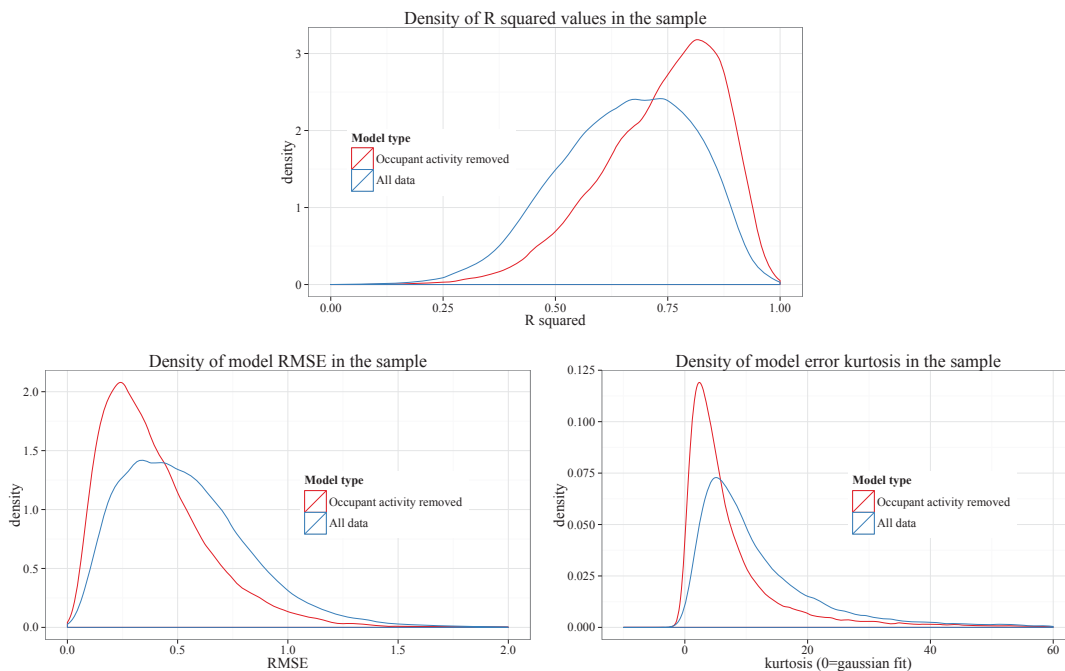 Density of R squared values in the sample
3
2
1
0
density
Model type
Occupant activity removed
All data
0.00
0.25
0.50
0.75
1.00
R squared
Density of model RMSE in the sample
2.0
1.5
1.0
0.5
0.0
density
Model type
Occupant activity removed
All data
0.0
0.5
1.0
1.5
2.0
RMSE
Density of model error kurtosis in the sample
0.125
0.100
0.075
0.050
0.025
0.000
density
Model type
Occupant activity removed
All data
0
20
40
60
kurtosis (0=gaussian fit)